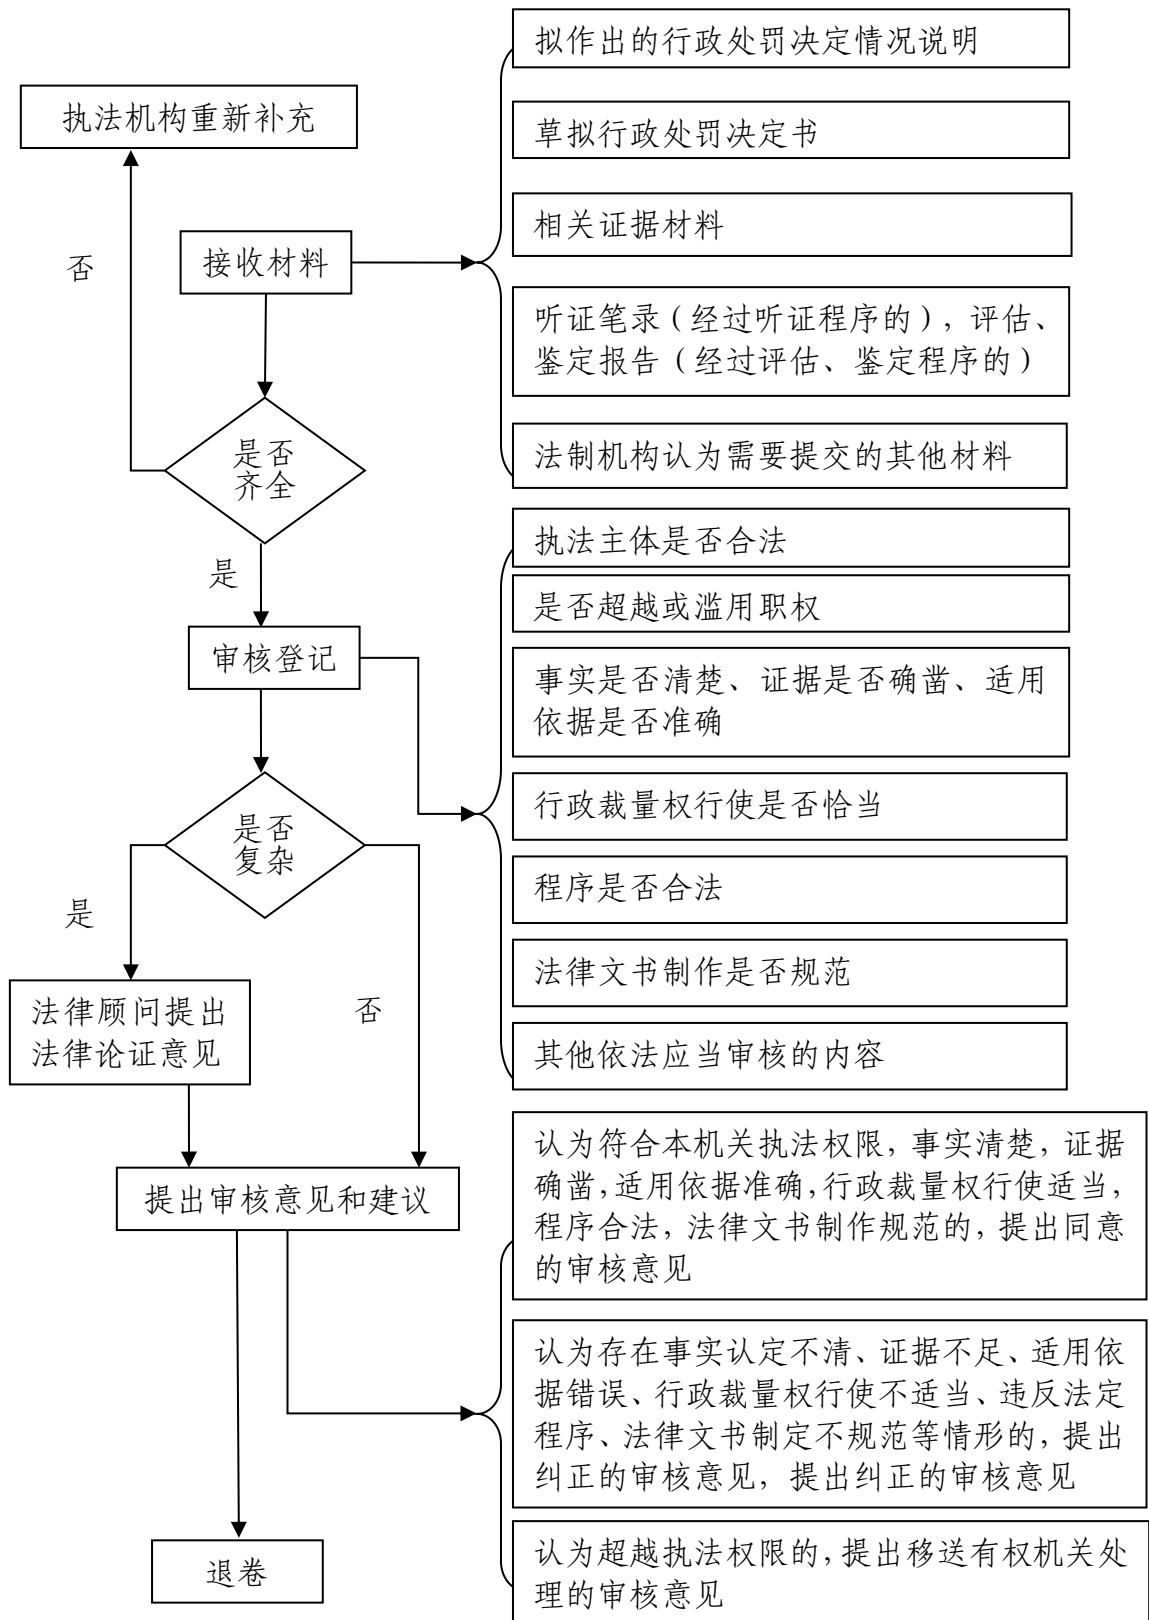 拟作出的行政处罚决定情况说明
执法机构重新补充
草拟行政处罚决定书
相关证据材料
否
接收材料
听证笔录（经过听证程序的），评估、
鉴定报告（经过评估、鉴定程序的）
是否
齐全
法制机构认为需要提交的其他材料
执法主体是否合法
是
是否超越或滥用职权
审核登记
事实是否清楚、证据是否确凿、适用
依据是否准确
行政裁量权行使是否恰当
是否
复杂
程序是否合法
是
法律文书制作是否规范
法律顾问提出
法律论证意见
否
其他依法应当审核的内容
认为符合本机关执法权限，事实清楚，证据
确凿，适用依据准确，行政裁量权行使适当，
程序合法，法律文书制作规范的，提出同意
的审核意见
提出审核意见和建议
认为存在事实认定不清、证据不足、适用依
据错误、行政裁量权行使不适当、违反法定
程序、法律文书制定不规范等情形的，提出
纠正的审核意见，提出纠正的审核意见
退卷
认为超越执法权限的，提出移送有权机关处
理的审核意见